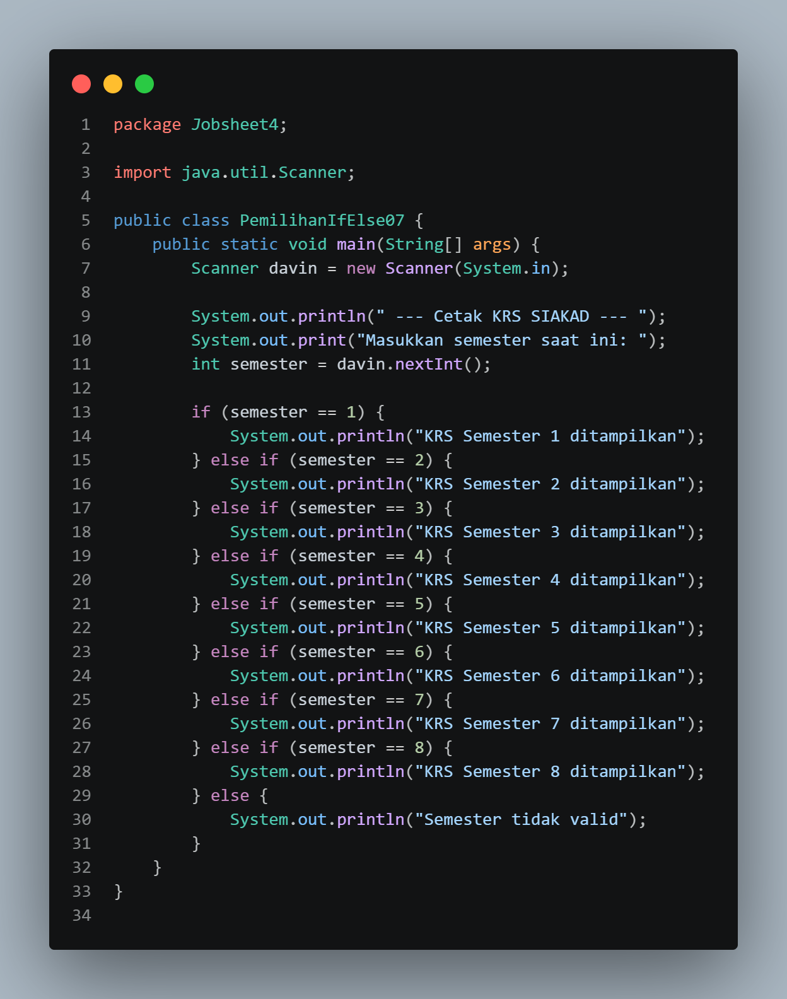 1 package Jobsheet4;
2
3 import java.util.Scanner;
4
5 public class PemilihanIfElse07 {
6     public static void main(String[] args) {
7         Scanner davin = new Scanner(System.in);
8
9         System.out.println(" --- Cetak KRS SIAKAD --- ");
10         System.out.print("Masukkan semester saat ini: ");
11         int semester = davin.nextInt();
12
13         if (semester == 1) {
14             System.out.println("KRS Semester 1 ditampilkan");
15         } else if (semester == 2) {
16             System.out.println("KRS Semester 2 ditampilkan");
17         } else if (semester == 3) {
18             System.out.println("KRS Semester 3 ditampilkan");
19         } else if (semester == 4) {
20             System.out.println("KRS Semester 4 ditampilkan");
21         } else if (semester == 5) {
22             System.out.println("KRS Semester 5 ditampilkan");
23         } else if (semester == 6) {
24             System.out.println("KRS Semester 6 ditampilkan");
25         } else if (semester == 7) {
26             System.out.println("KRS Semester 7 ditampilkan");
27         } else if (semester == 8) {
28             System.out.println("KRS Semester 8 ditampilkan");
29         } else {
30             System.out.println("Semester tidak valid");
31         }
32     }
33 }
34